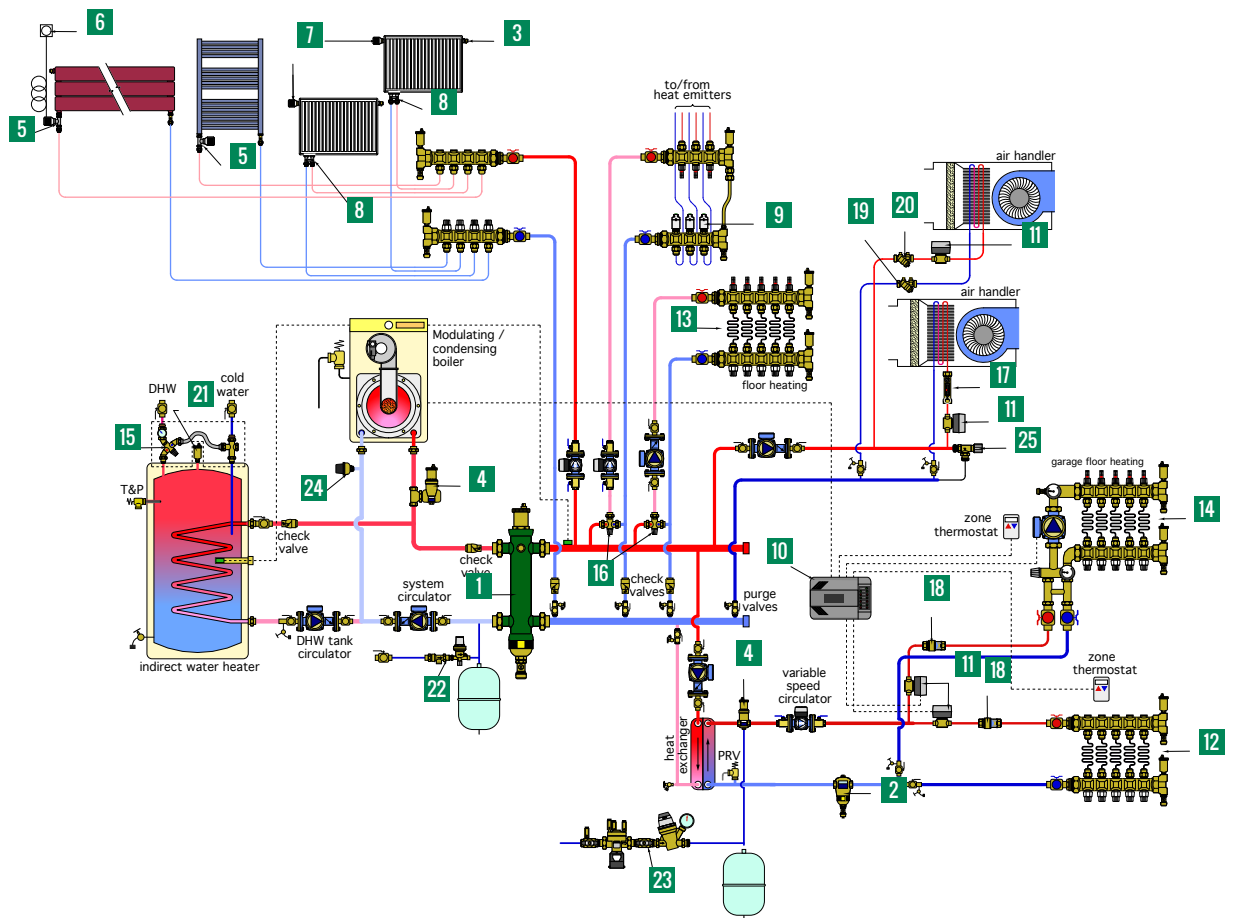 6
7
3
8
5
5
8
to/from
heat emitters
9
air handler
19
20
11
air handler
13
floor heating
17
11
25
Modulating /
condensing
boiler
DHW
21
cold
water
15
T&P
24
4
check
valve
check
valve
1
16
check
valves
purge
valves
system
circulator
DHW tank
circulator
indirect water heater
22
garage floor heating
14
zone
thermostat
10
18
11
18
zone
thermostat
4
variable
speed
circulator
heat
exchanger
PRV
2
12
23